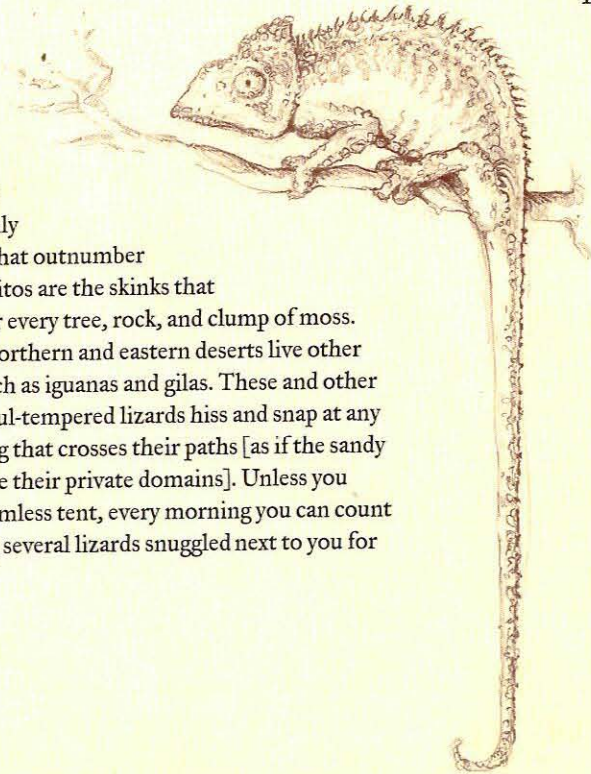 ly
hat outnumber
itos are the skinks that
r every tree, rock, and clump of moss.
orthern and eastern deserts live other
ch as iguanas and gilas. These and other
ul-tempered lizards hiss and snap at any
g that crosses their paths [as if the sandy
e their private domains]. Unless you
mless tent, every morning you can count
several lizards snuggled next to you for